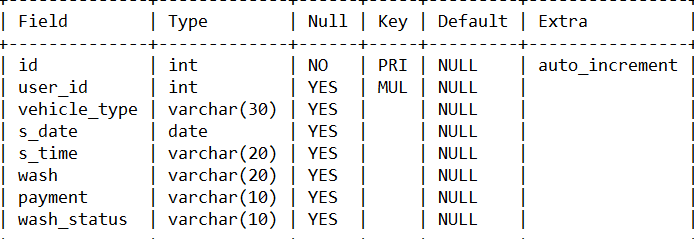 | Field | Type | Null | Key | Default | Extra |
| id | int | NO | PRI | NULL | auto_increment |
| user_id | int | YES | MUL | NULL | |
| vehicle_type | varchar(30) | YES | | NULL | |
| s_date | date | YES | | NULL | |
| s_time | varchar(20) | YES | | NULL | |
| wash | varchar(20) | YES | | NULL | |
| payment | varchar(10) | YES | | NULL | |
| wash_status | varchar(10) | YES | | NULL | |